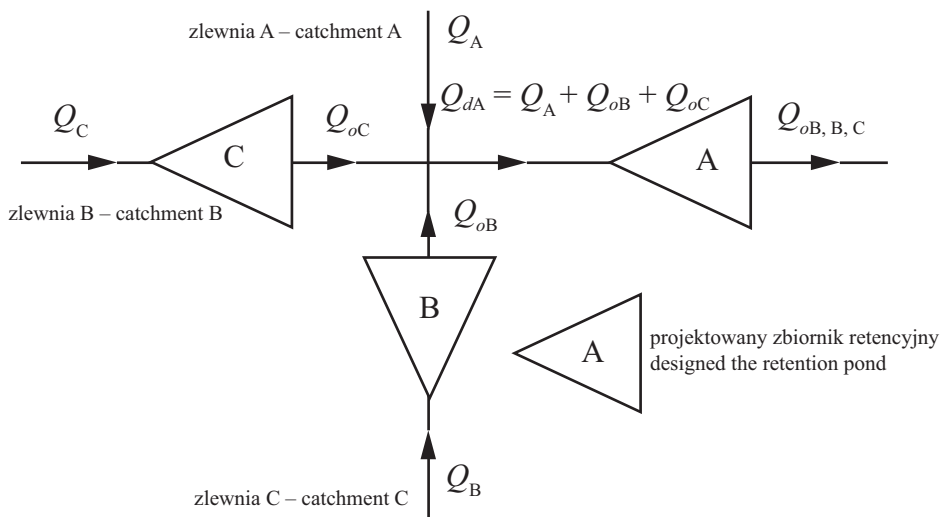 zlewnia A – catchment A
Q_A
Q_dA = Q_A + Q_oB + Q_oC
Q_C
Q_oC
Q_oB, B, C
C
A
zlewnia B – catchment B
Q_oB
B
A
projektowany zbiornik retencyjny
designed the retention pond
Q_B
zlewnia C – catchment C